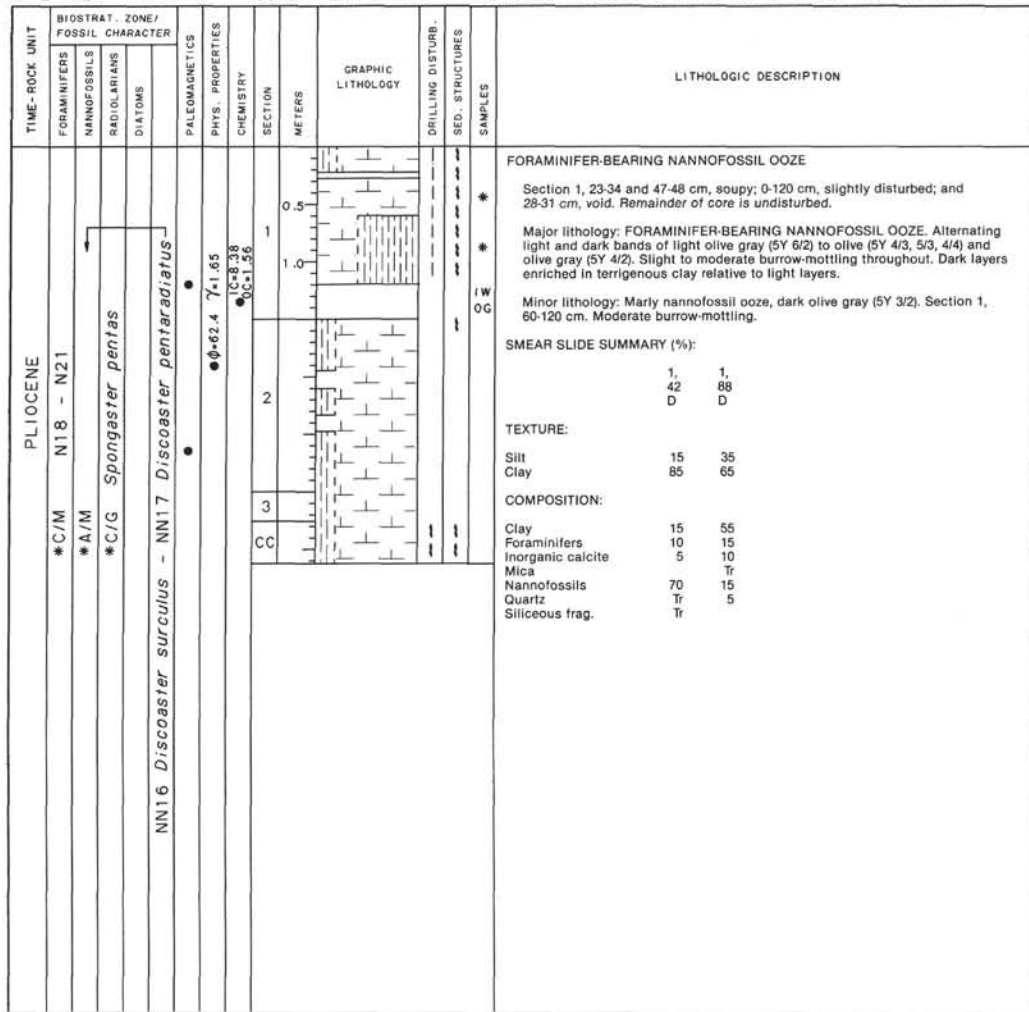 TIME-ROCK UNIT
BIOSTRAT. ZONE/
FOSSIL CHARACTER
FORAMINIFERS
NANNOFOSSILS
RADIOLARIANS
DIATOMS
PALEOMAGNETICS
PHYS. PROPERTIES
CHEMISTRY
SECTION
METERS
GRAPHIC
LITHOLOGY
DRILLING DISTURB.
SED. STRUCTURES
SAMPLES
LITHOLOGIC DESCRIPTION
PLIOCENE
*C/M N18 - N21
*A/M
*C/G Spongaster pentas
NN16 Discoaster surculus - NN17 Discoaster pentaradiatus
●Φ=62.4 γ=1.65
IC=8.38
OC=1.56
1
2
3
CC
0.5
1.0
*
*
IW
OG
FORAMINIFER-BEARING NANNOFOSSIL OOZE
Section 1, 23-34 and 47-48 cm, soupy; 0-120 cm, slightly disturbed; and
28-31 cm, void. Remainder of core is undisturbed.
Major lithology: FORAMINIFER-BEARING NANNOFOSSIL OOZE. Alternating
light and dark bands of light olive gray (5Y 6/2) to olive (5Y 4/3, 5/3, 4/4) and
olive gray (5Y 4/2). Slight to moderate burrow-mottling throughout. Dark layers
enriched in terrigenous clay relative to light layers.
Minor lithology: Marly nannofossil ooze, dark olive gray (5Y 3/2). Section 1,
60-120 cm. Moderate burrow-mottling.
SMEAR SLIDE SUMMARY (%):
1, 1,
42 88
D D
TEXTURE:
Silt 15 35
Clay 85 65
COMPOSITION:
Clay 15 55
Foraminifers 10 15
Inorganic calcite 5 10
Mica Tr
Nannofossils 70 15
Quartz Tr 5
Siliceous frag. Tr